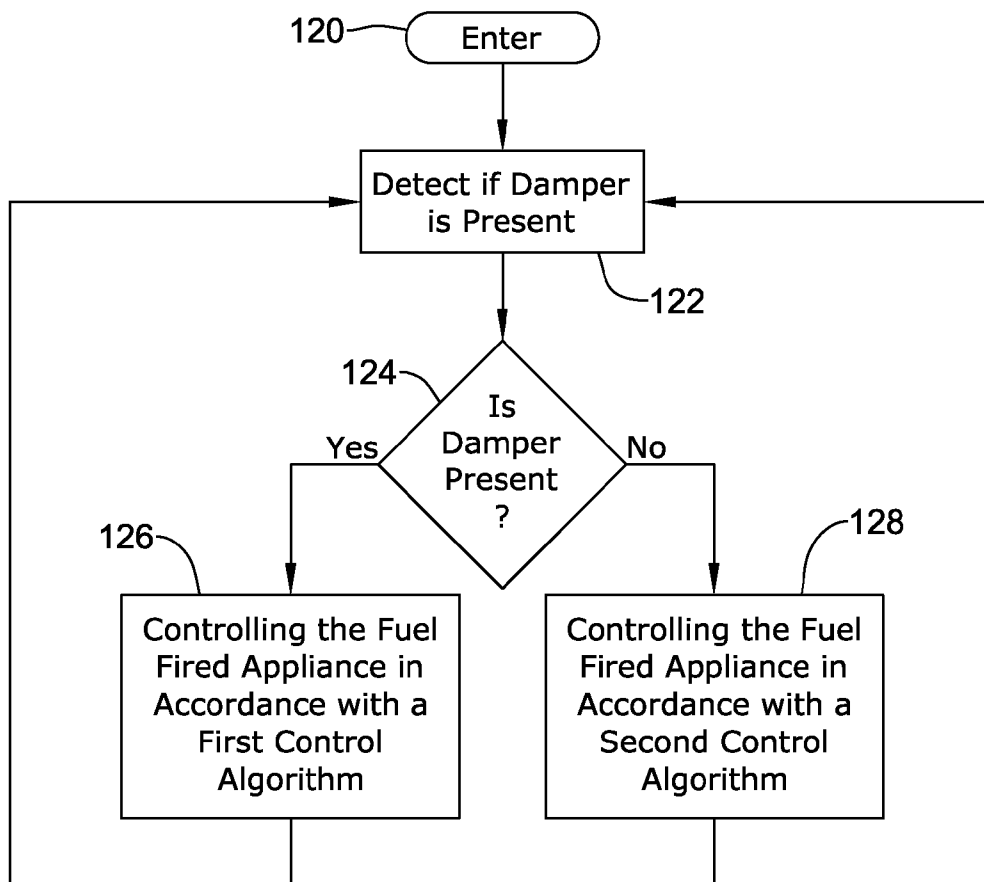 120
Enter
Detect if Damper
is Present
122
124
Is
Damper
Present
?
Yes
No
126
128
Controlling the Fuel
Fired Appliance in
Accordance with a
First Control
Algorithm
Controlling the Fuel
Fired Appliance in
Accordance with a
Second Control
Algorithm